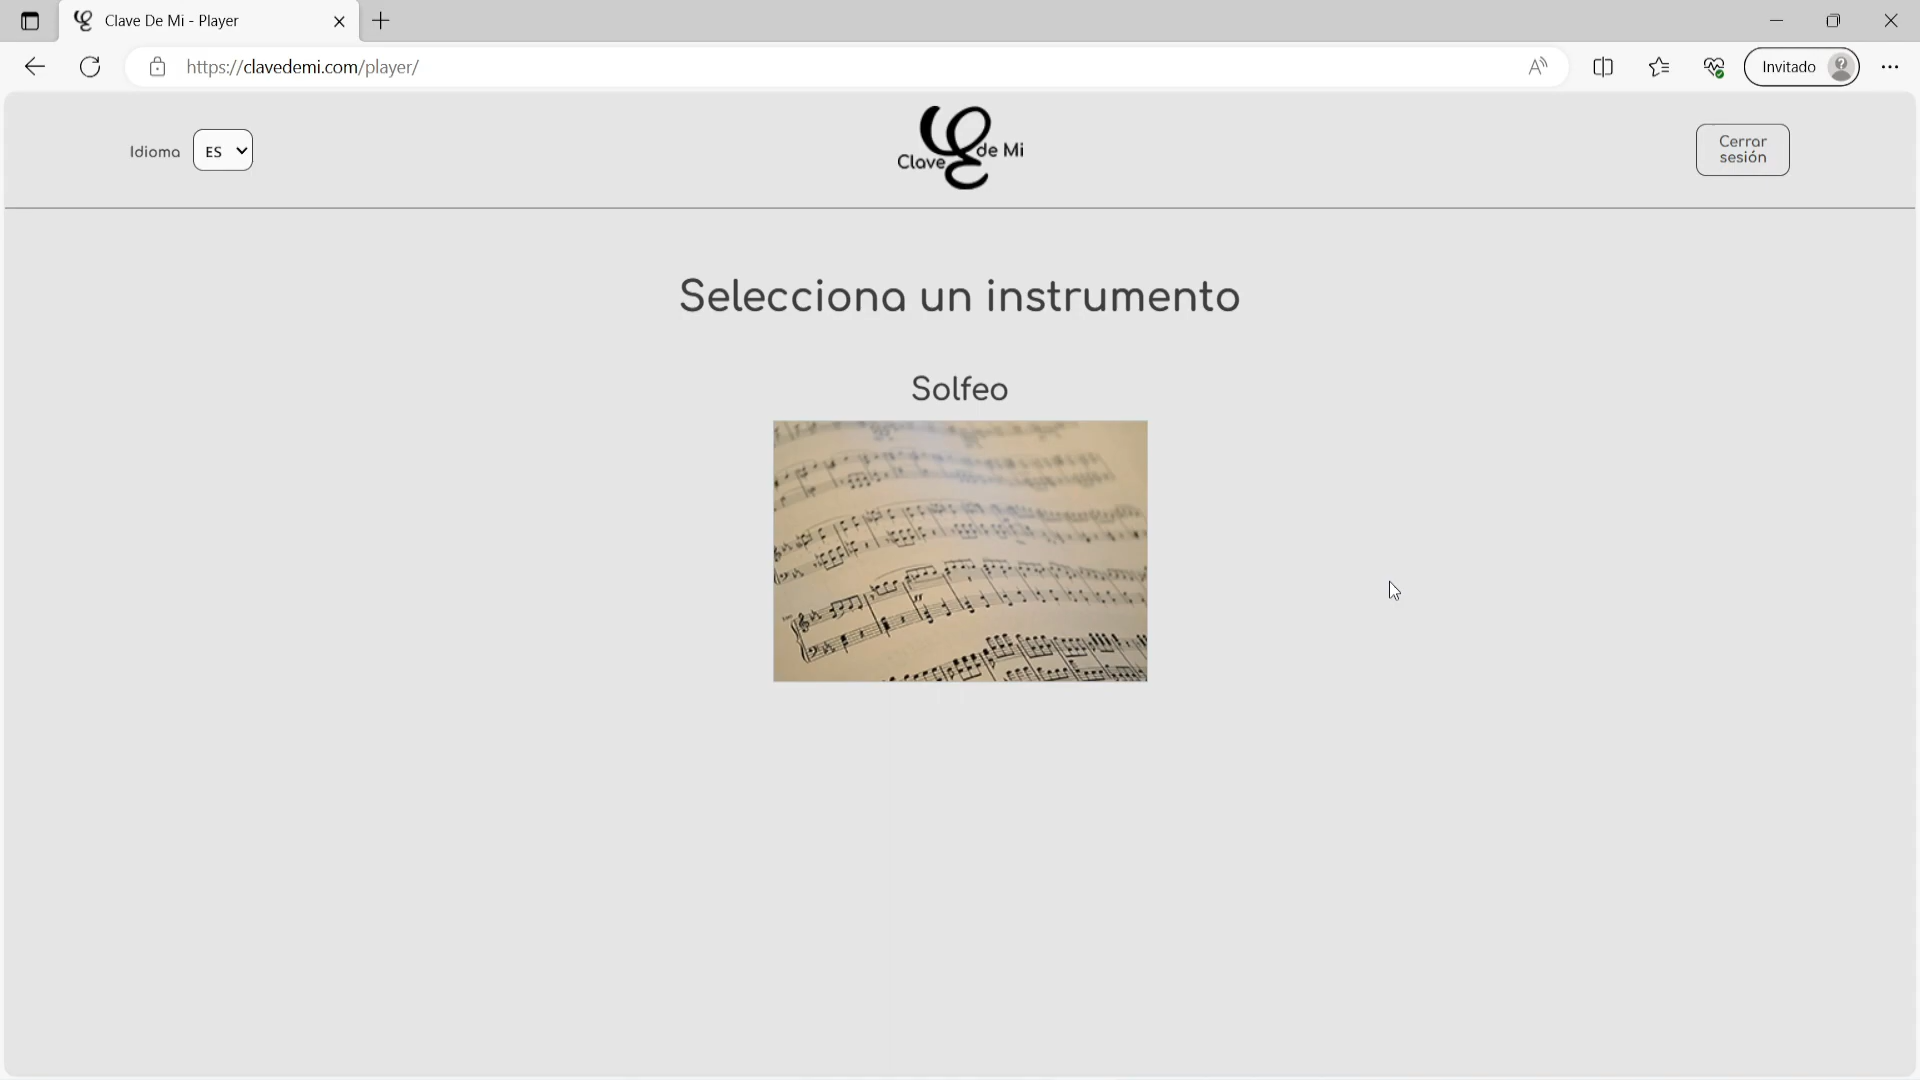 Clave De Mi - Player
https://clavedemi.com/player/
Invitado
Idioma
ES
Clave de Mi
Cerrar
sesión
Selecciona un instrumento
Solfeo